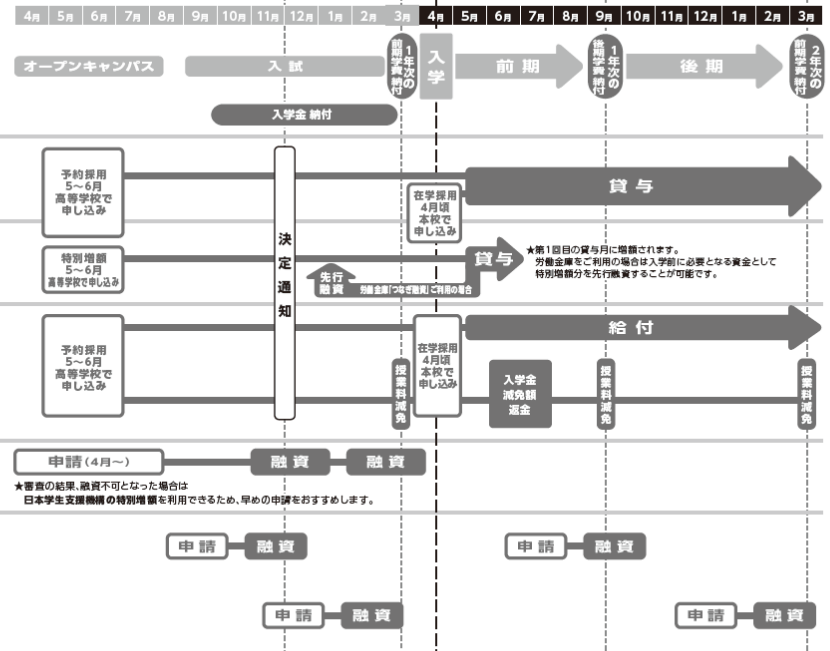 4月 5月 6月 7月 8月 9月 10月 11月 12月 1月 2月 3月 4月 5月 6月 7月 8月 9月 10月 11月 12月 1月 2月 3月
オープンキャンパス
入試
1年次の
前期学費納付
入学
前期
1年次の
後期学費納付
後期
2年次の
前期学費納付
入学金 納付
予約採用
5〜6月
高等学校で
申し込み
決定通知
在学採用
4月頃
本校で
申し込み
貸与
特別増額
5〜6月
高等学校で申し込み
先行
融資
労働金庫「つなぎ融資」ご利用の場合
貸与
★第1回目の貸与月に増額されます。
労働金庫をご利用の場合は入学前に必要となる資金として
特別増額分を先行融資することが可能です。
予約採用
5〜6月
高等学校で
申し込み
授業料減免
在学採用
4月頃
本校で
申し込み
給付
入学金
減免額
返金
授業料減免
授業料減免
申請(4月〜)
融資
融資
★審査の結果、融資不可となった場合は
日本学生支援機構の特別増額を利用できるため、早めの申請をおすすめします。
申請
融資
申請
融資
申請
融資
申請
融資